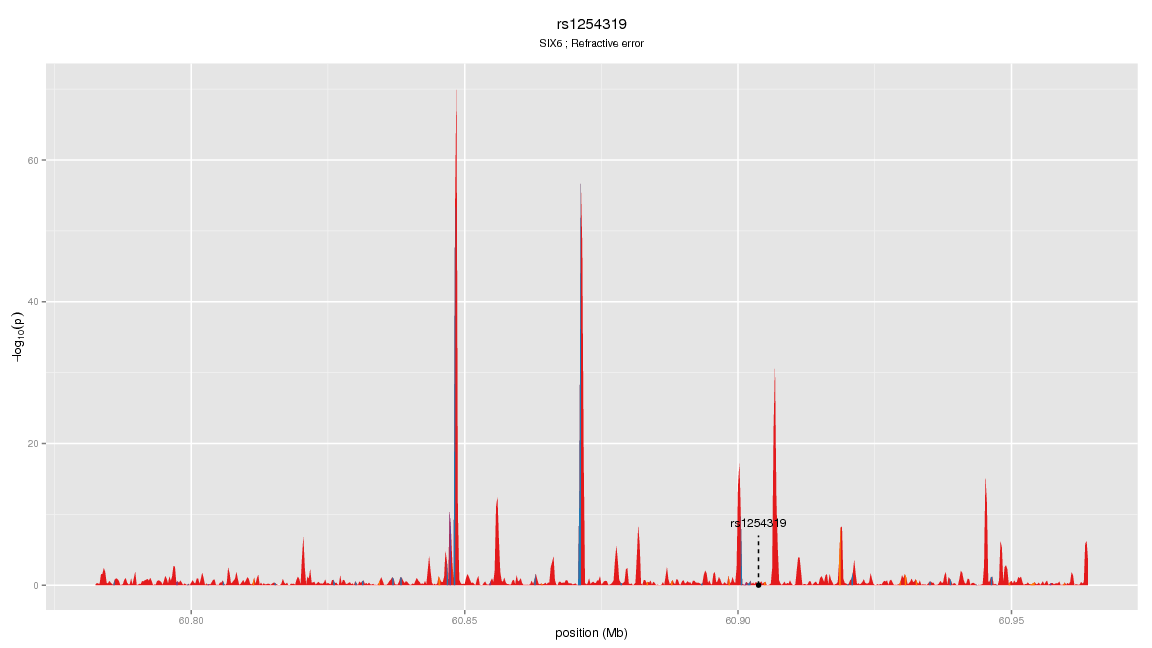 rs1254319
SIX6 ; Refractive error
−log10(p)
60
40
20
0
rs1254319
60.80
60.85
60.90
60.95
position (Mb)